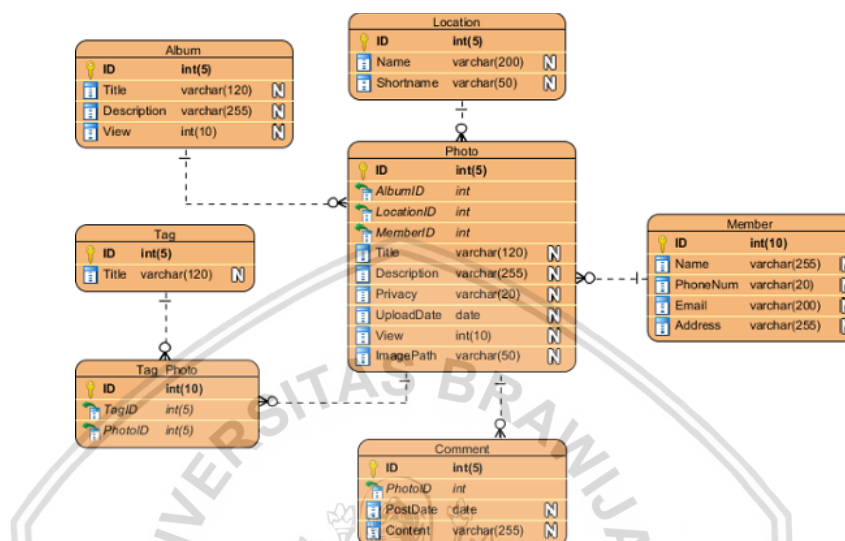 Album
ID int(5)
Title varchar(120) N
Description varchar(255) N
View int(10) N
Location
ID int(5)
Name varchar(200) N
Shortname varchar(50) N
Photo
ID int(5)
AlbumID int
LocationID int
MemberID int
Title varchar(120) N
Description varchar(255) N
Privacy varchar(20) N
UploadDate date N
View int(10) N
ImagePath varchar(50) N
Tag
ID int(5)
Title varchar(120) N
Member
ID int(10)
Name varchar(255) N
PhoneNum varchar(20) N
Email varchar(200) N
Address varchar(255) N
Tag_Photo
ID int(10)
TagID int(5)
PhotoID int(5)
Comment
ID int(5)
PhotoID int
PostDate date N
Content varchar(255) N